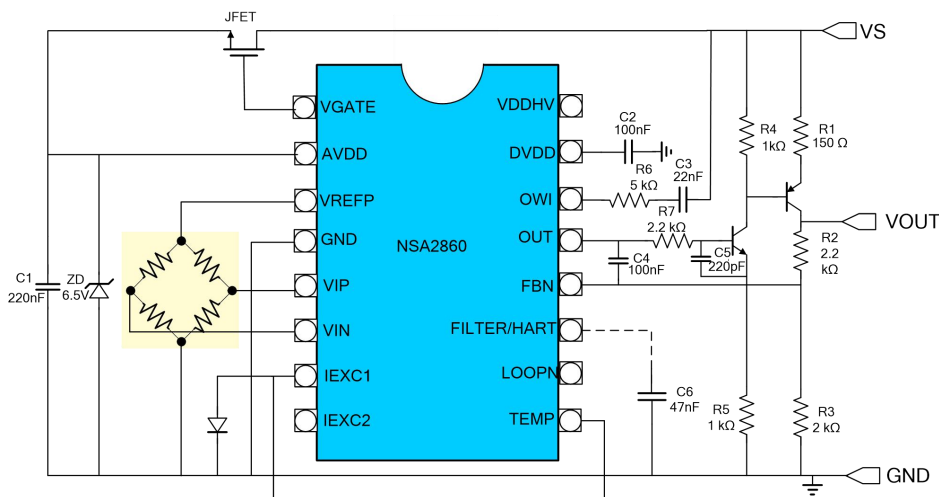 JFET
VS
VGATE
VDDHV
C2
100nF
R4
1kΩ
R1
150 Ω
AVDD
DVDD
R6
5 kΩ
C3
22nF
VREFP
OWI
R7
2.2 kΩ
VOUT
GND
NSA2860
OUT
C5
220pF
R2
2.2
kΩ
C4
100nF
C1
220nF
ZD
6.5V
VIP
FBN
VIN
FILTER/HART
IEXC1
LOOPN
C6
47nF
R5
1 kΩ
R3
2 kΩ
IEXC2
TEMP
GND